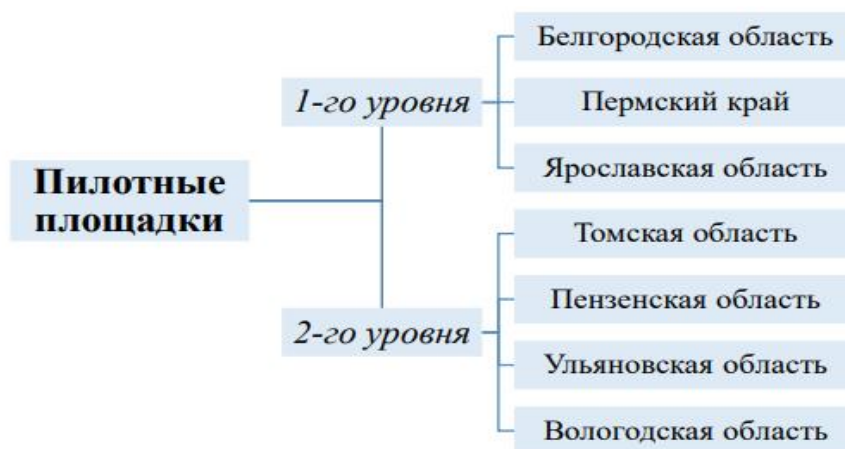 Пилотные
площадки
1-го уровня
Белгородская область
Пермский край
Ярославская область
2-го уровня
Томская область
Пензенская область
Ульяновская область
Вологодская область